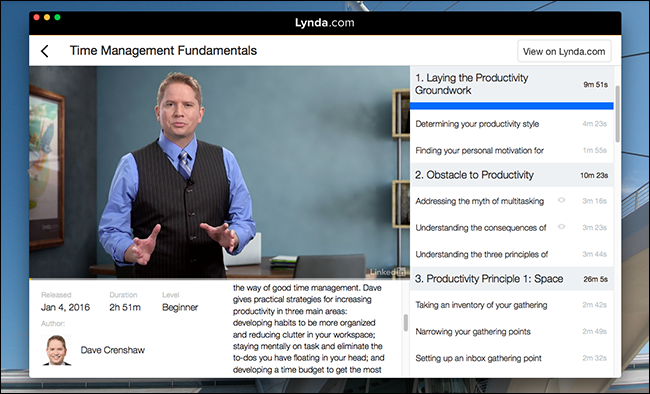 Lynda.com
Time Management Fundamentals
View on Lynda.com
LinkedIn
Released
Duration
Level
Jan 4, 2016
2h 51m
Beginner
Author:
Dave Crenshaw
the way of good time management. Dave
gives practical strategies for increasing
productivity in three main areas:
developing habits to be more organized
and reducing clutter in your workspace;
staying mentally on task and eliminate the
to-dos you have floating in your head; and
developing a time budget to get the most
1. Laying the Productivity
Groundwork
9m 51s
Determining your productivity style
4m 23s
Finding your personal motivation for
1m 55s
2. Obstacle to Productivity
10m 23s
Addressing the myth of multitasking
3m 16s
Understanding the consequences of
3m 23s
Understanding the three principles of
3m 44s
3. Productivity Principle 1: Space
26m 5s
Taking an inventory of your gathering
2m 42s
Narrowing your gathering points
2m 49s
Setting up an inbox gathering point
2m 32s